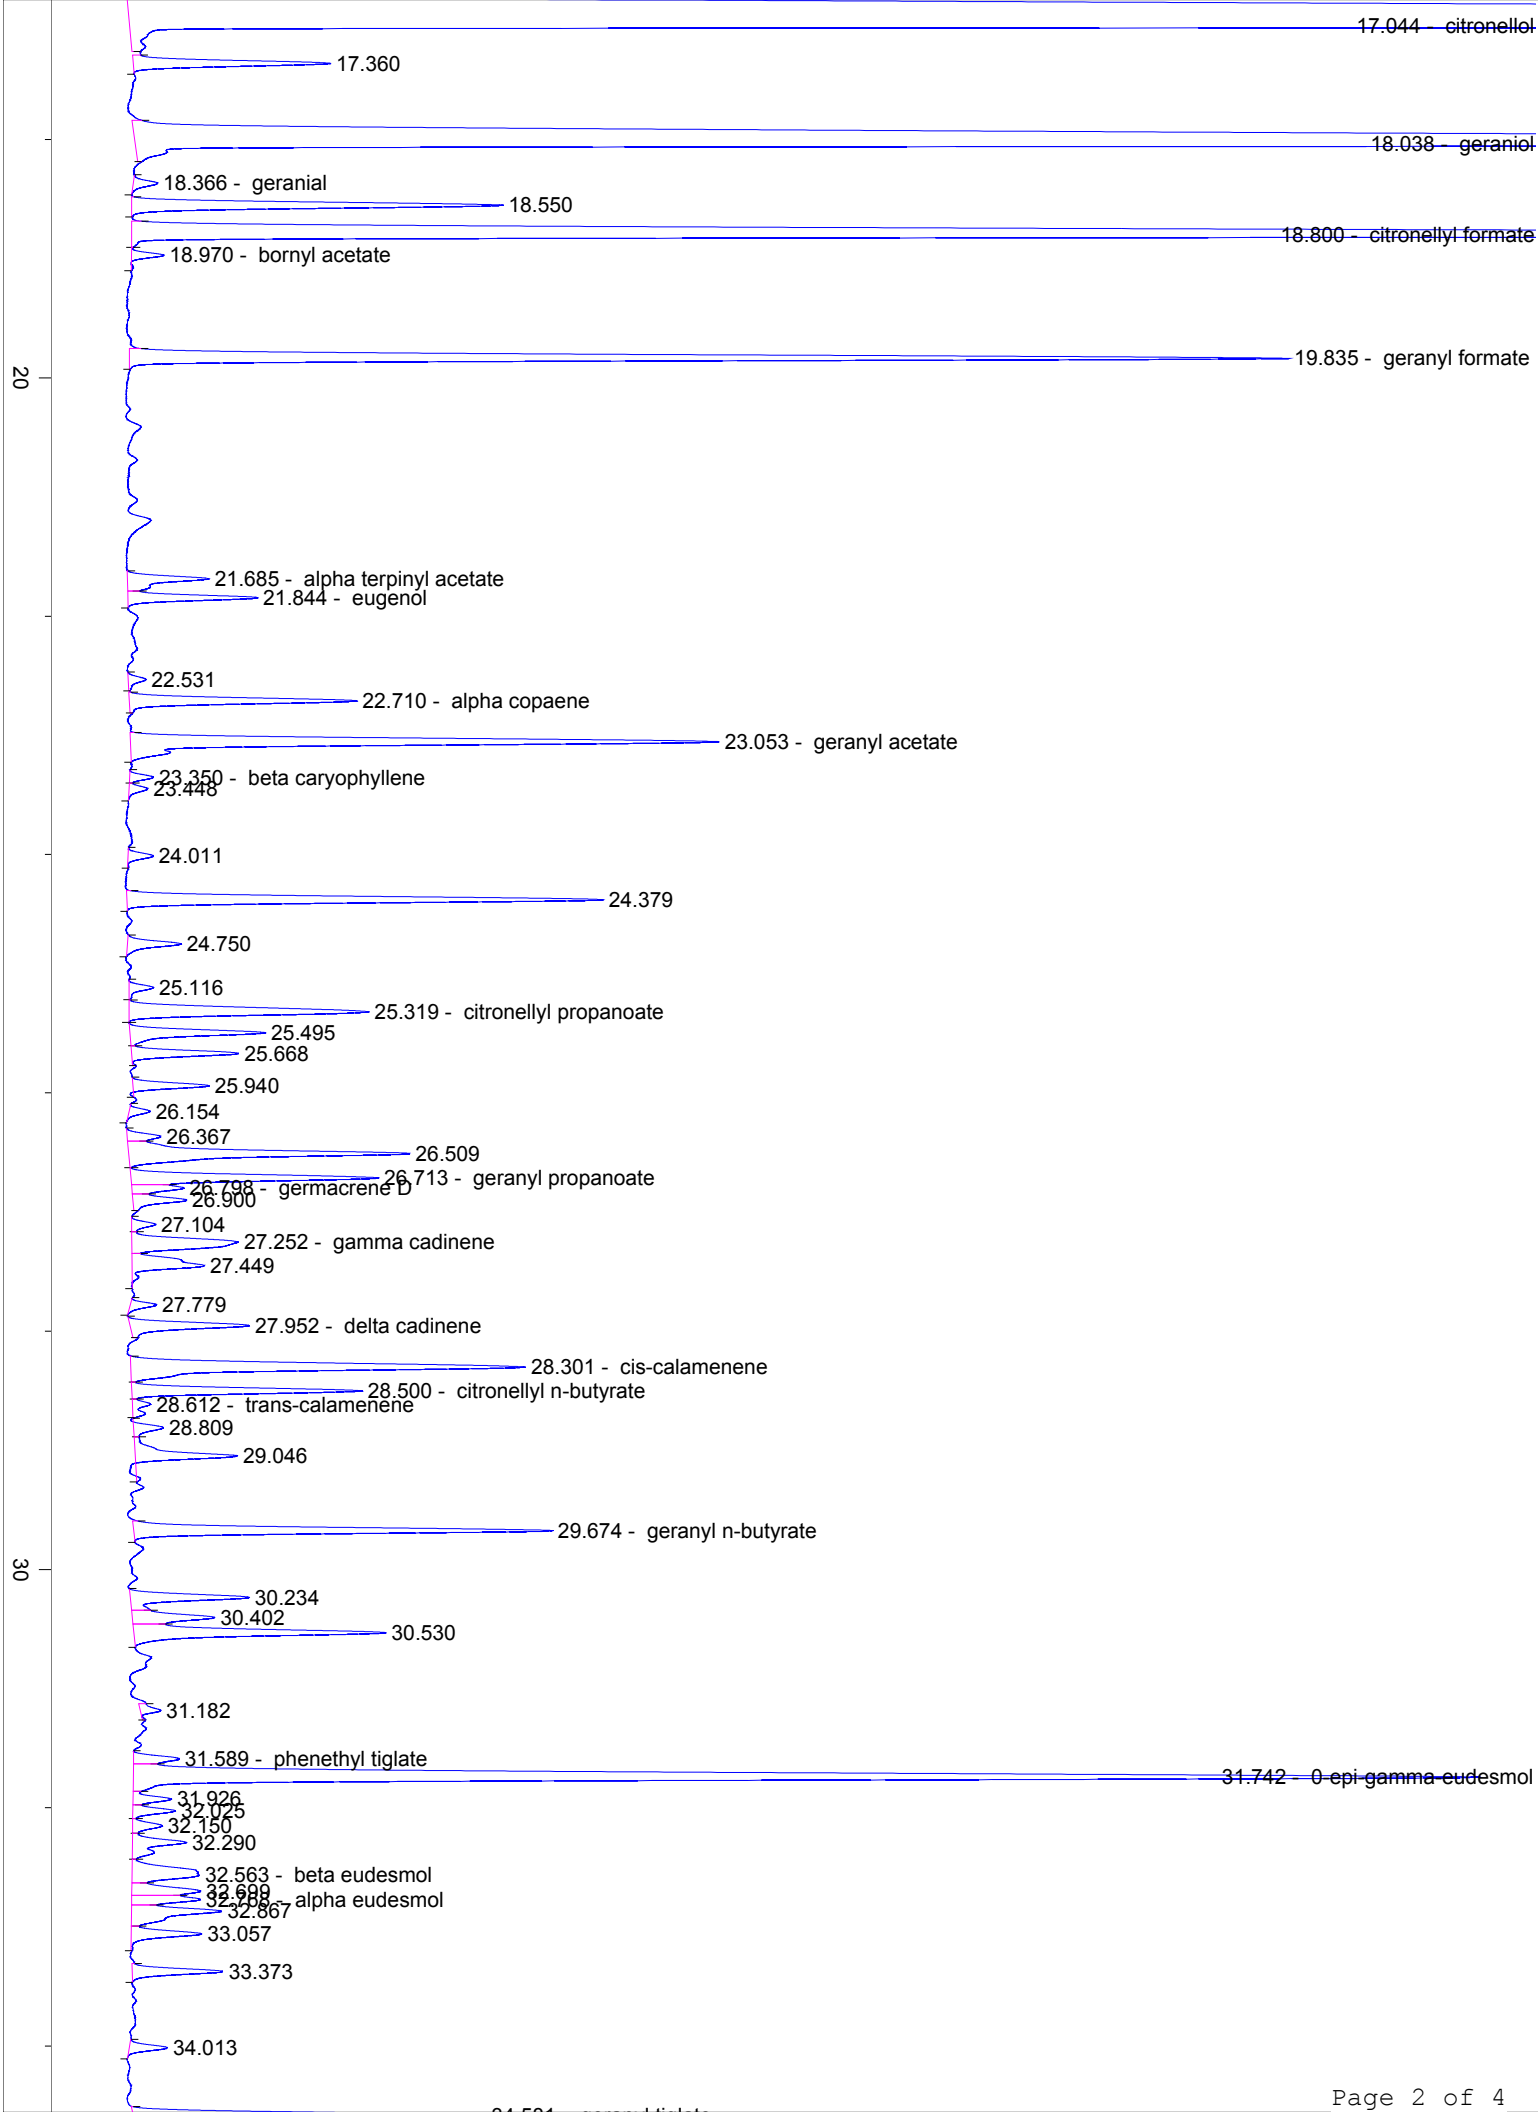 17.044 - citronellol
17.360
18.038 - geraniol
18.366 - geranial
18.550
18.800 - citronellyl formate
18.970 - bornyl acetate
19.835 - geranyl formate
20
21.685 - alpha terpinyl acetate
21.844 - eugenol
22.531
22.710 - alpha copaene
23.053 - geranyl acetate
23.350 - beta caryophyllene
23.448
24.011
24.379
24.750
25.116
25.319 - citronellyl propanoate
25.495
25.668
25.940
26.154
26.367
26.509
26.713 - geranyl propanoate
26.798 - germacrene D
26.900
27.104
27.252 - gamma cadinene
27.449
27.779
27.952 - delta cadinene
28.301 - cis-calamenene
28.500 - citronellyl n-butyrate
28.612 - trans-calamenene
28.809
29.046
29.674 - geranyl n-butyrate
30
30.234
30.402
30.530
31.182
31.589 - phenethyl tiglate
31.742 - 0-epi-gamma-eudesmol
31.926
32.025
32.150
32.290
32.563 - beta eudesmol
32.699
32.768 - alpha eudesmol
32.867
33.057
33.373
34.013
Page 2 of 4